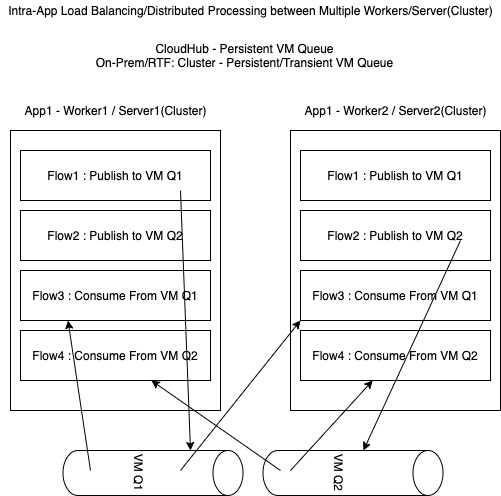 Intra-App Load Balancing/Distributed Processing between Multiple Workers/Server(Cluster)
CloudHub - Persistent VM Queue
On-Prem/RTF: Cluster - Persistent/Transient VM Queue
App1 - Worker1 / Server1(Cluster)
Flow1 : Publish to VM Q1
Flow2 : Publish to VM Q2
Flow3 : Consume From VM Q1
Flow4 : Consume From VM Q2
App1 - Worker2 / Server2(Cluster)
Flow1 : Publish to VM Q1
Flow2 : Publish to VM Q2
Flow3 : Consume From VM Q1
Flow4 : Consume From VM Q2
VM Q1
VM Q2